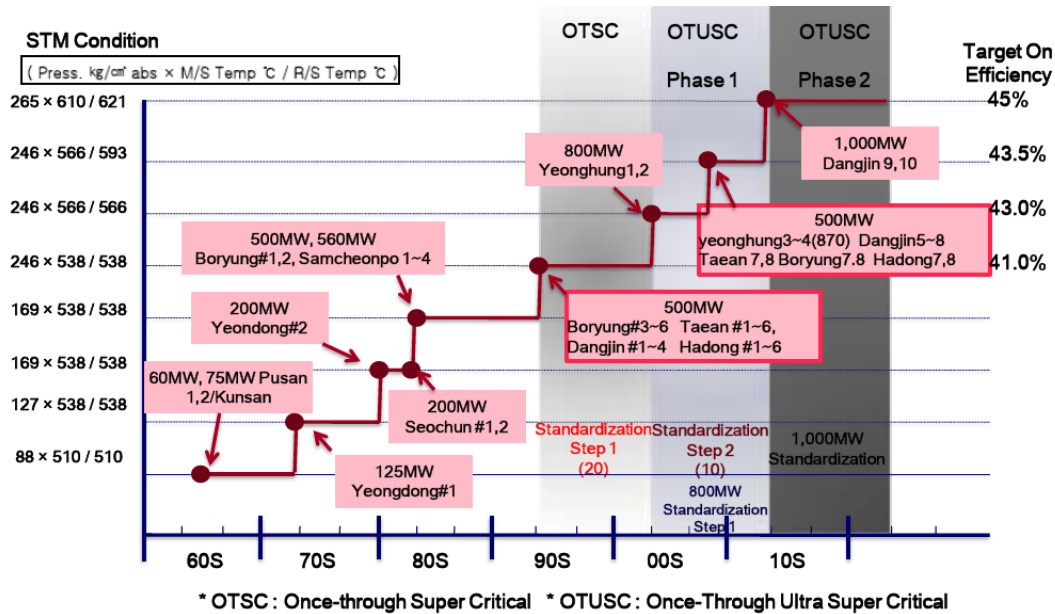 STM Condition
( Press. kg/㎠ abs × M/S Temp ℃ / R/S Temp ℃ )
OTSC
OTUSC
Phase 1
OTUSC
Phase 2
Target On
Efficiency
265 × 610 / 621
45%
246 × 566 / 593
43.5%
246 × 566 / 566
43.0%
246 × 538 / 538
41.0%
169 × 538 / 538
169 × 538 / 538
127 × 538 / 538
88 × 510 / 510
1,000MW
Dangjin 9,10
800MW
Yeonghung1,2
500MW
yeonghung3~4(870) Dangjin5~8
Taean 7,8 Boryung7.8 Hadong7,8
500MW, 560MW
Boryung#1,2, Samcheonpo 1~4
500MW
Boryung#3~6 Taean #1~6,
Dangjin #1~4 Hadong #1~6
200MW
Yeondong#2
60MW, 75MW Pusan
1,2/Kunsan
200MW
Seochun #1,2
125MW
Yeongdong#1
Standardization
Step 1
(20)
Standardization
Step 2
(10)
800MW
Standardization
Step 1
1,000MW
Standardization
60S
70S
80S
90S
00S
10S
* OTSC : Once-through Super Critical * OTUSC : Once-Through Ultra Super Critical